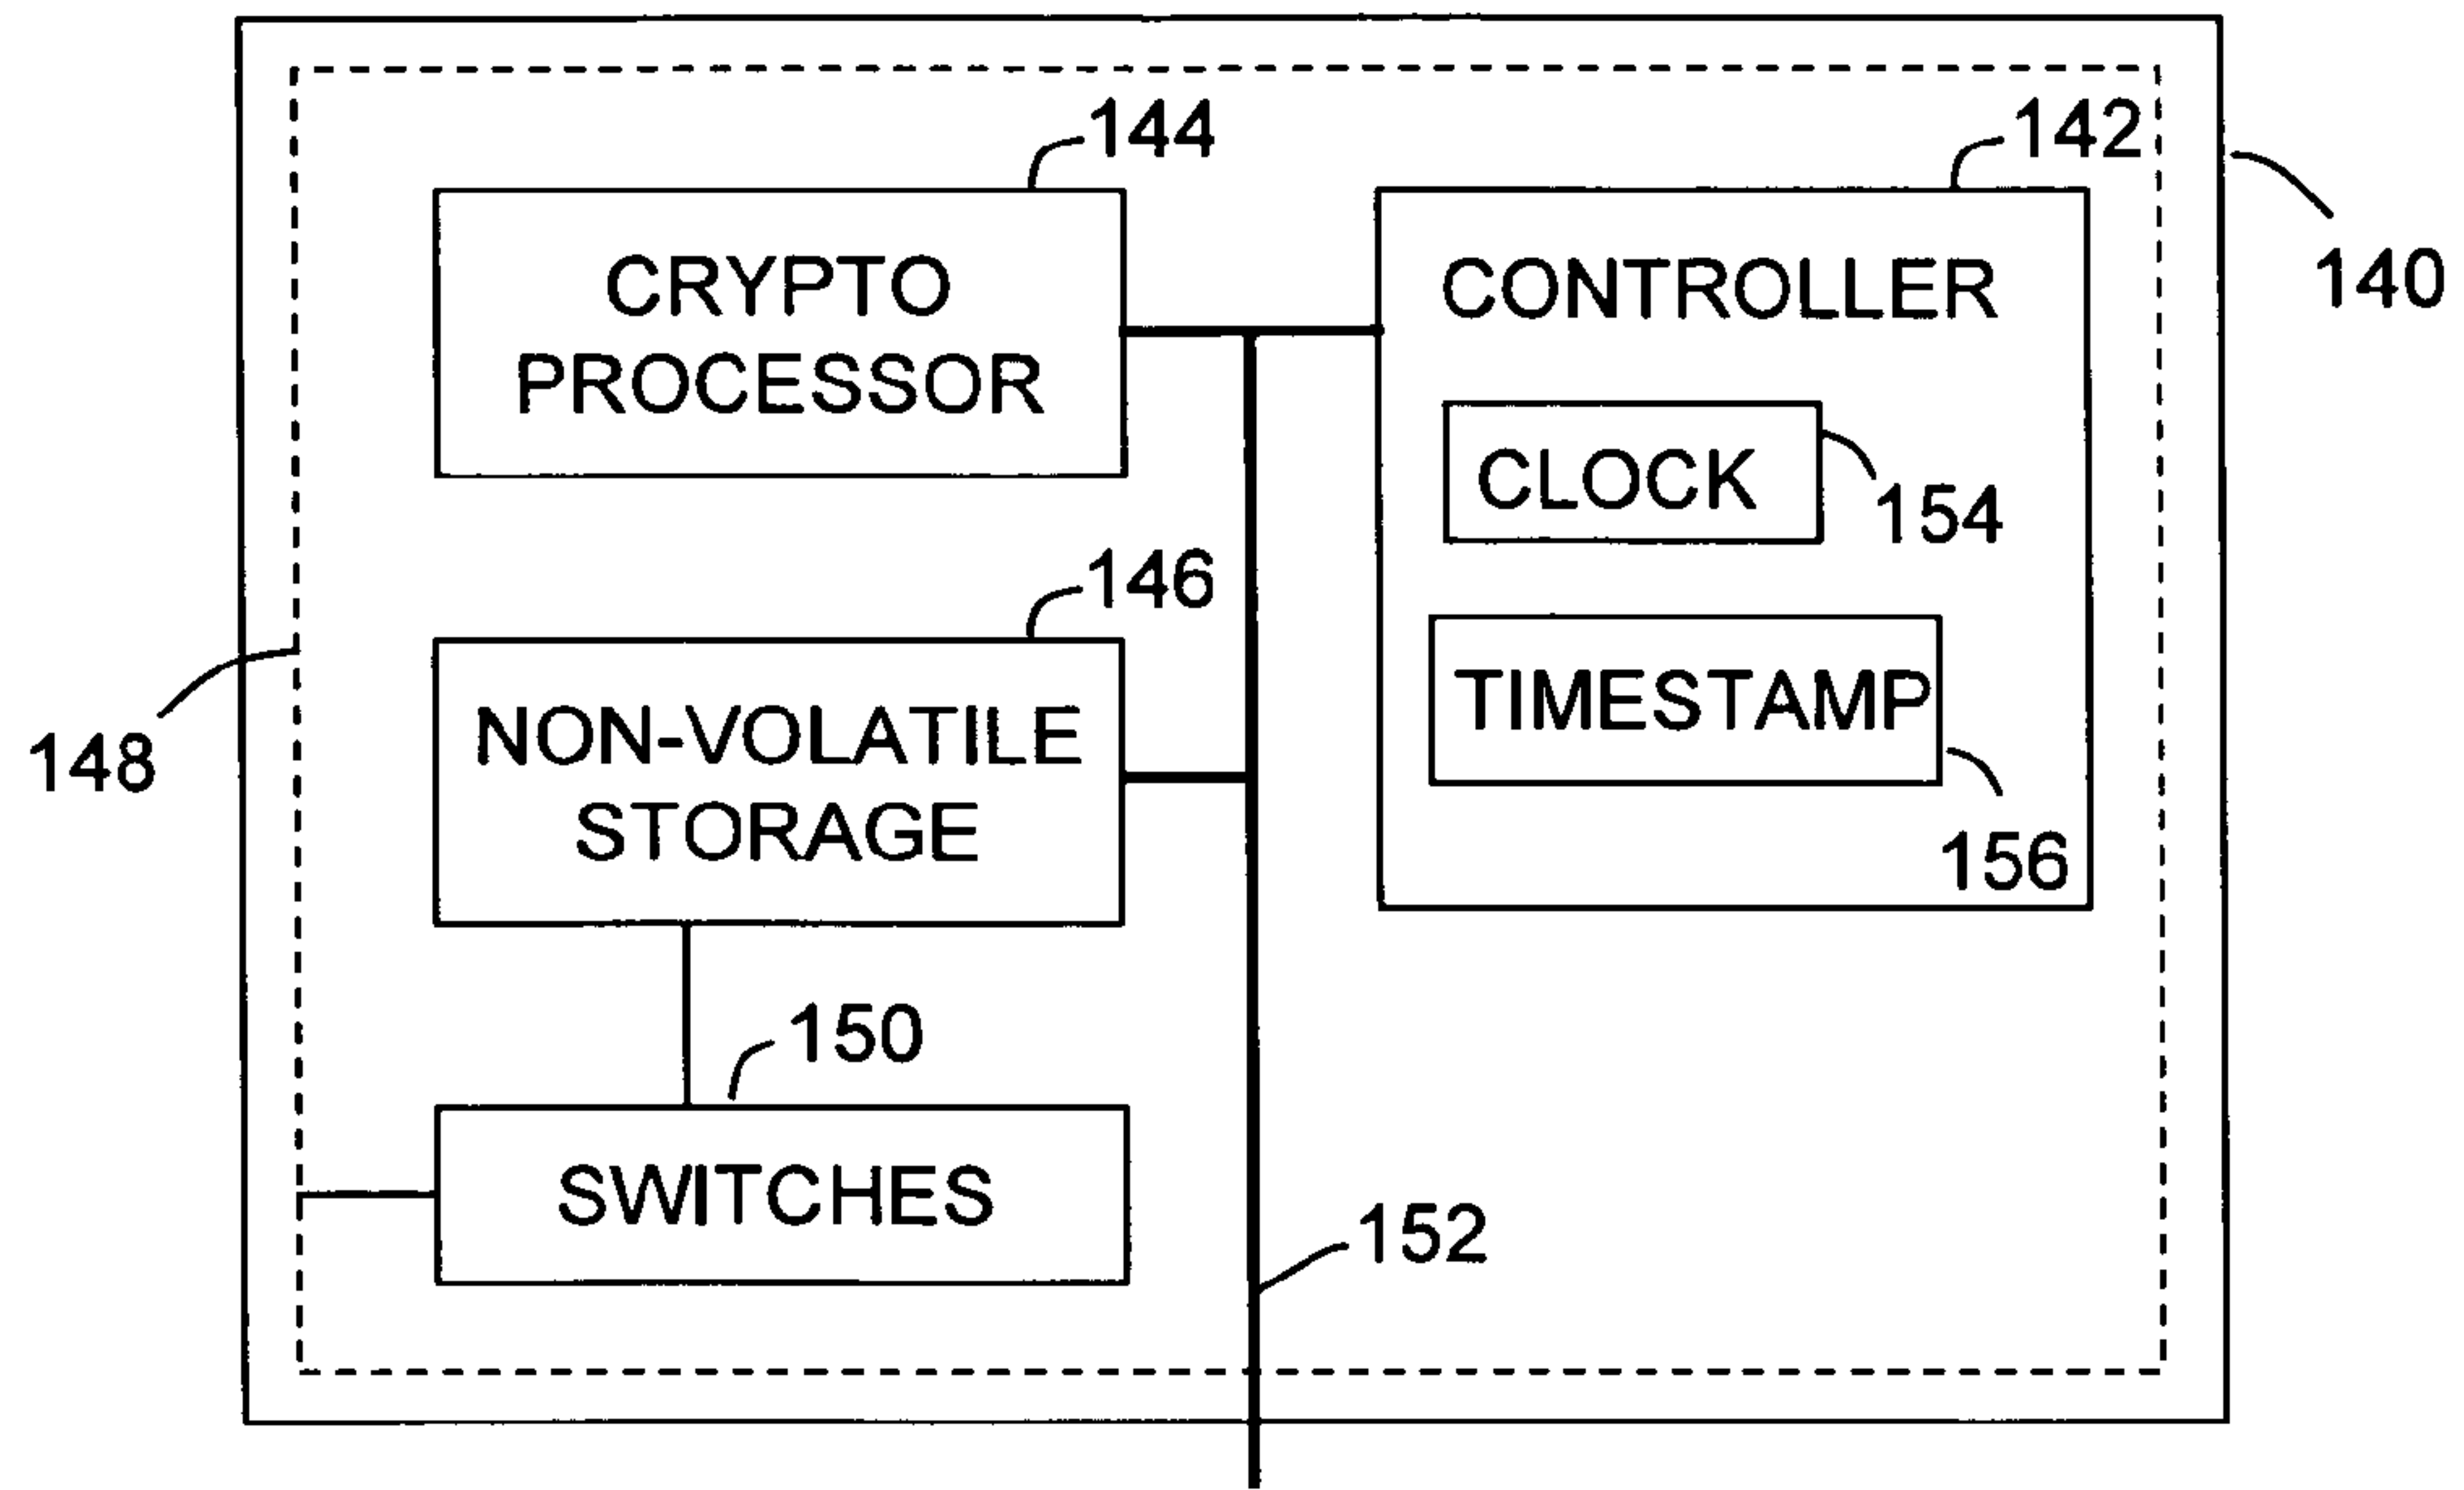 144
142
140
CRYPTO
PROCESSOR
CONTROLLER
CLOCK
154
146
148
NON-VOLATILE
STORAGE
TIMESTAMP
156
150
SWITCHES
152